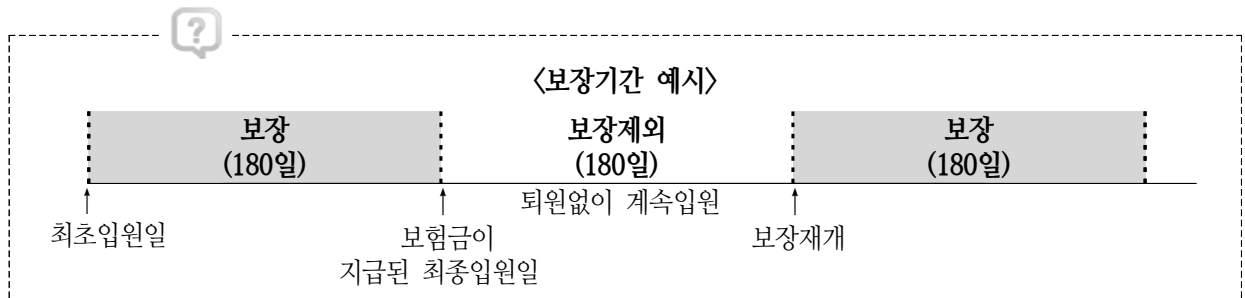 ?
〈보장기간 예시〉
보장 보장제외 보장
(180일) (180일) (180일)
퇴원없이 계속입원
최초입원일 보험금이 보장재개
지급된 최종입원일